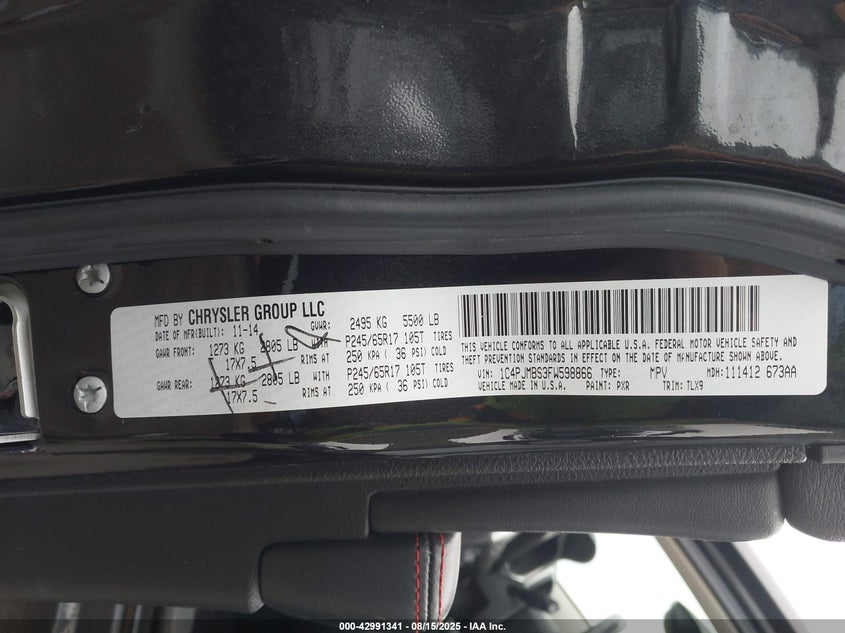 MFD BY CHRYSLER GROUP LLC
DATE OF MFR(BUILT): 11-14 GVWR: 2495 KG 5500 LB
GAWR FRONT: 1273 KG 2805 LB WITH P245/65R17 105T TIRES
17X7.5 RIMS AT 250 KPA ( 36 PSI) COLD
GAWR REAR: 1273 KG 2805 LB WITH P245/65R17 105T TIRES
17X7.5 RIMS AT 250 KPA ( 36 PSI) COLD
THIS VEHICLE CONFORMS TO ALL APPLICABLE U.S.A. FEDERAL MOTOR VEHICLE SAFETY AND
THEFT PREVENTION STANDARDS IN EFFECT ON THE DATE OF MANUFACTURE SHOWN ABOVE.
VIN: 1C4PJMBS3FW598866 TYPE: MPV MDH: 111412 673AA
VEHICLE MADE IN U.S.A. PAINT: PXR TRIM: TLX9
000-42991341 - 08/15/2025 - IAA Inc.